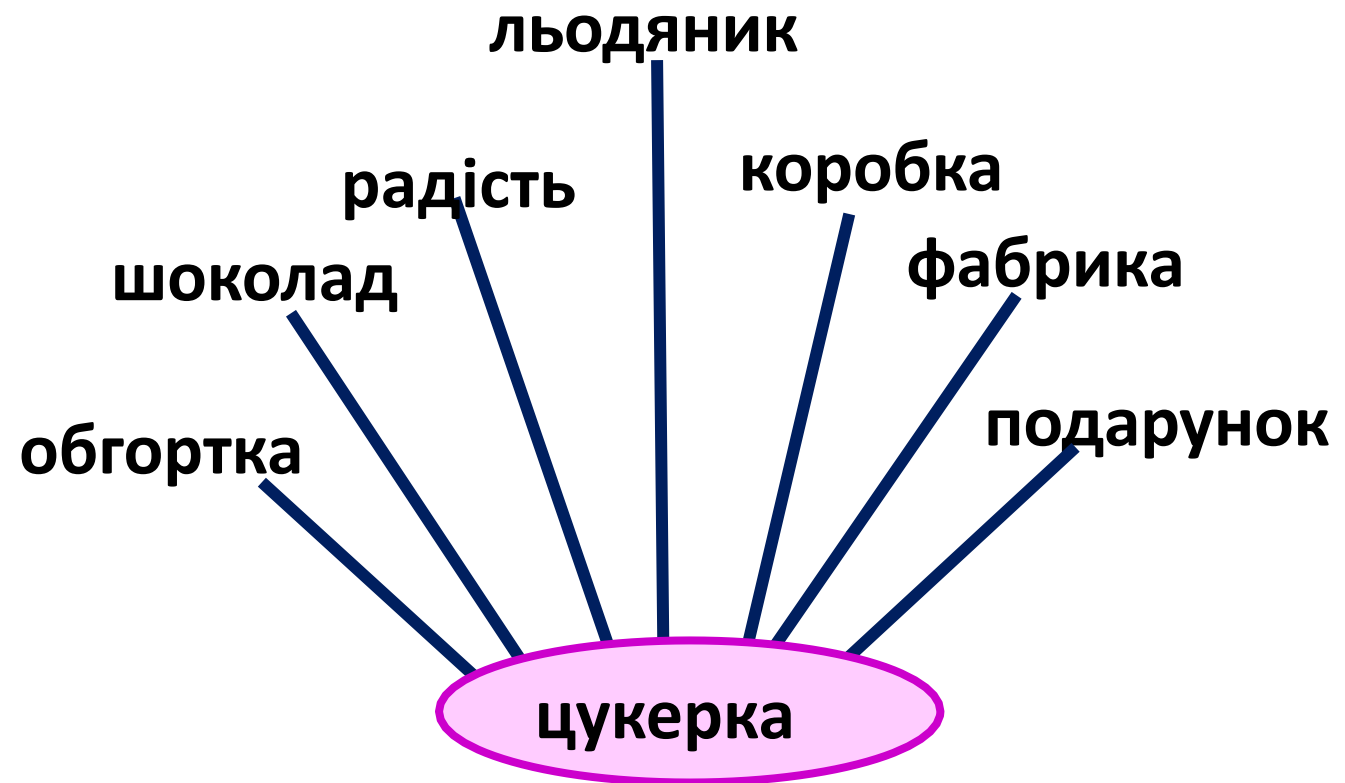 льодяник
радість
коробка
шоколад
фабрика
обгортка
подарунок
цукерка